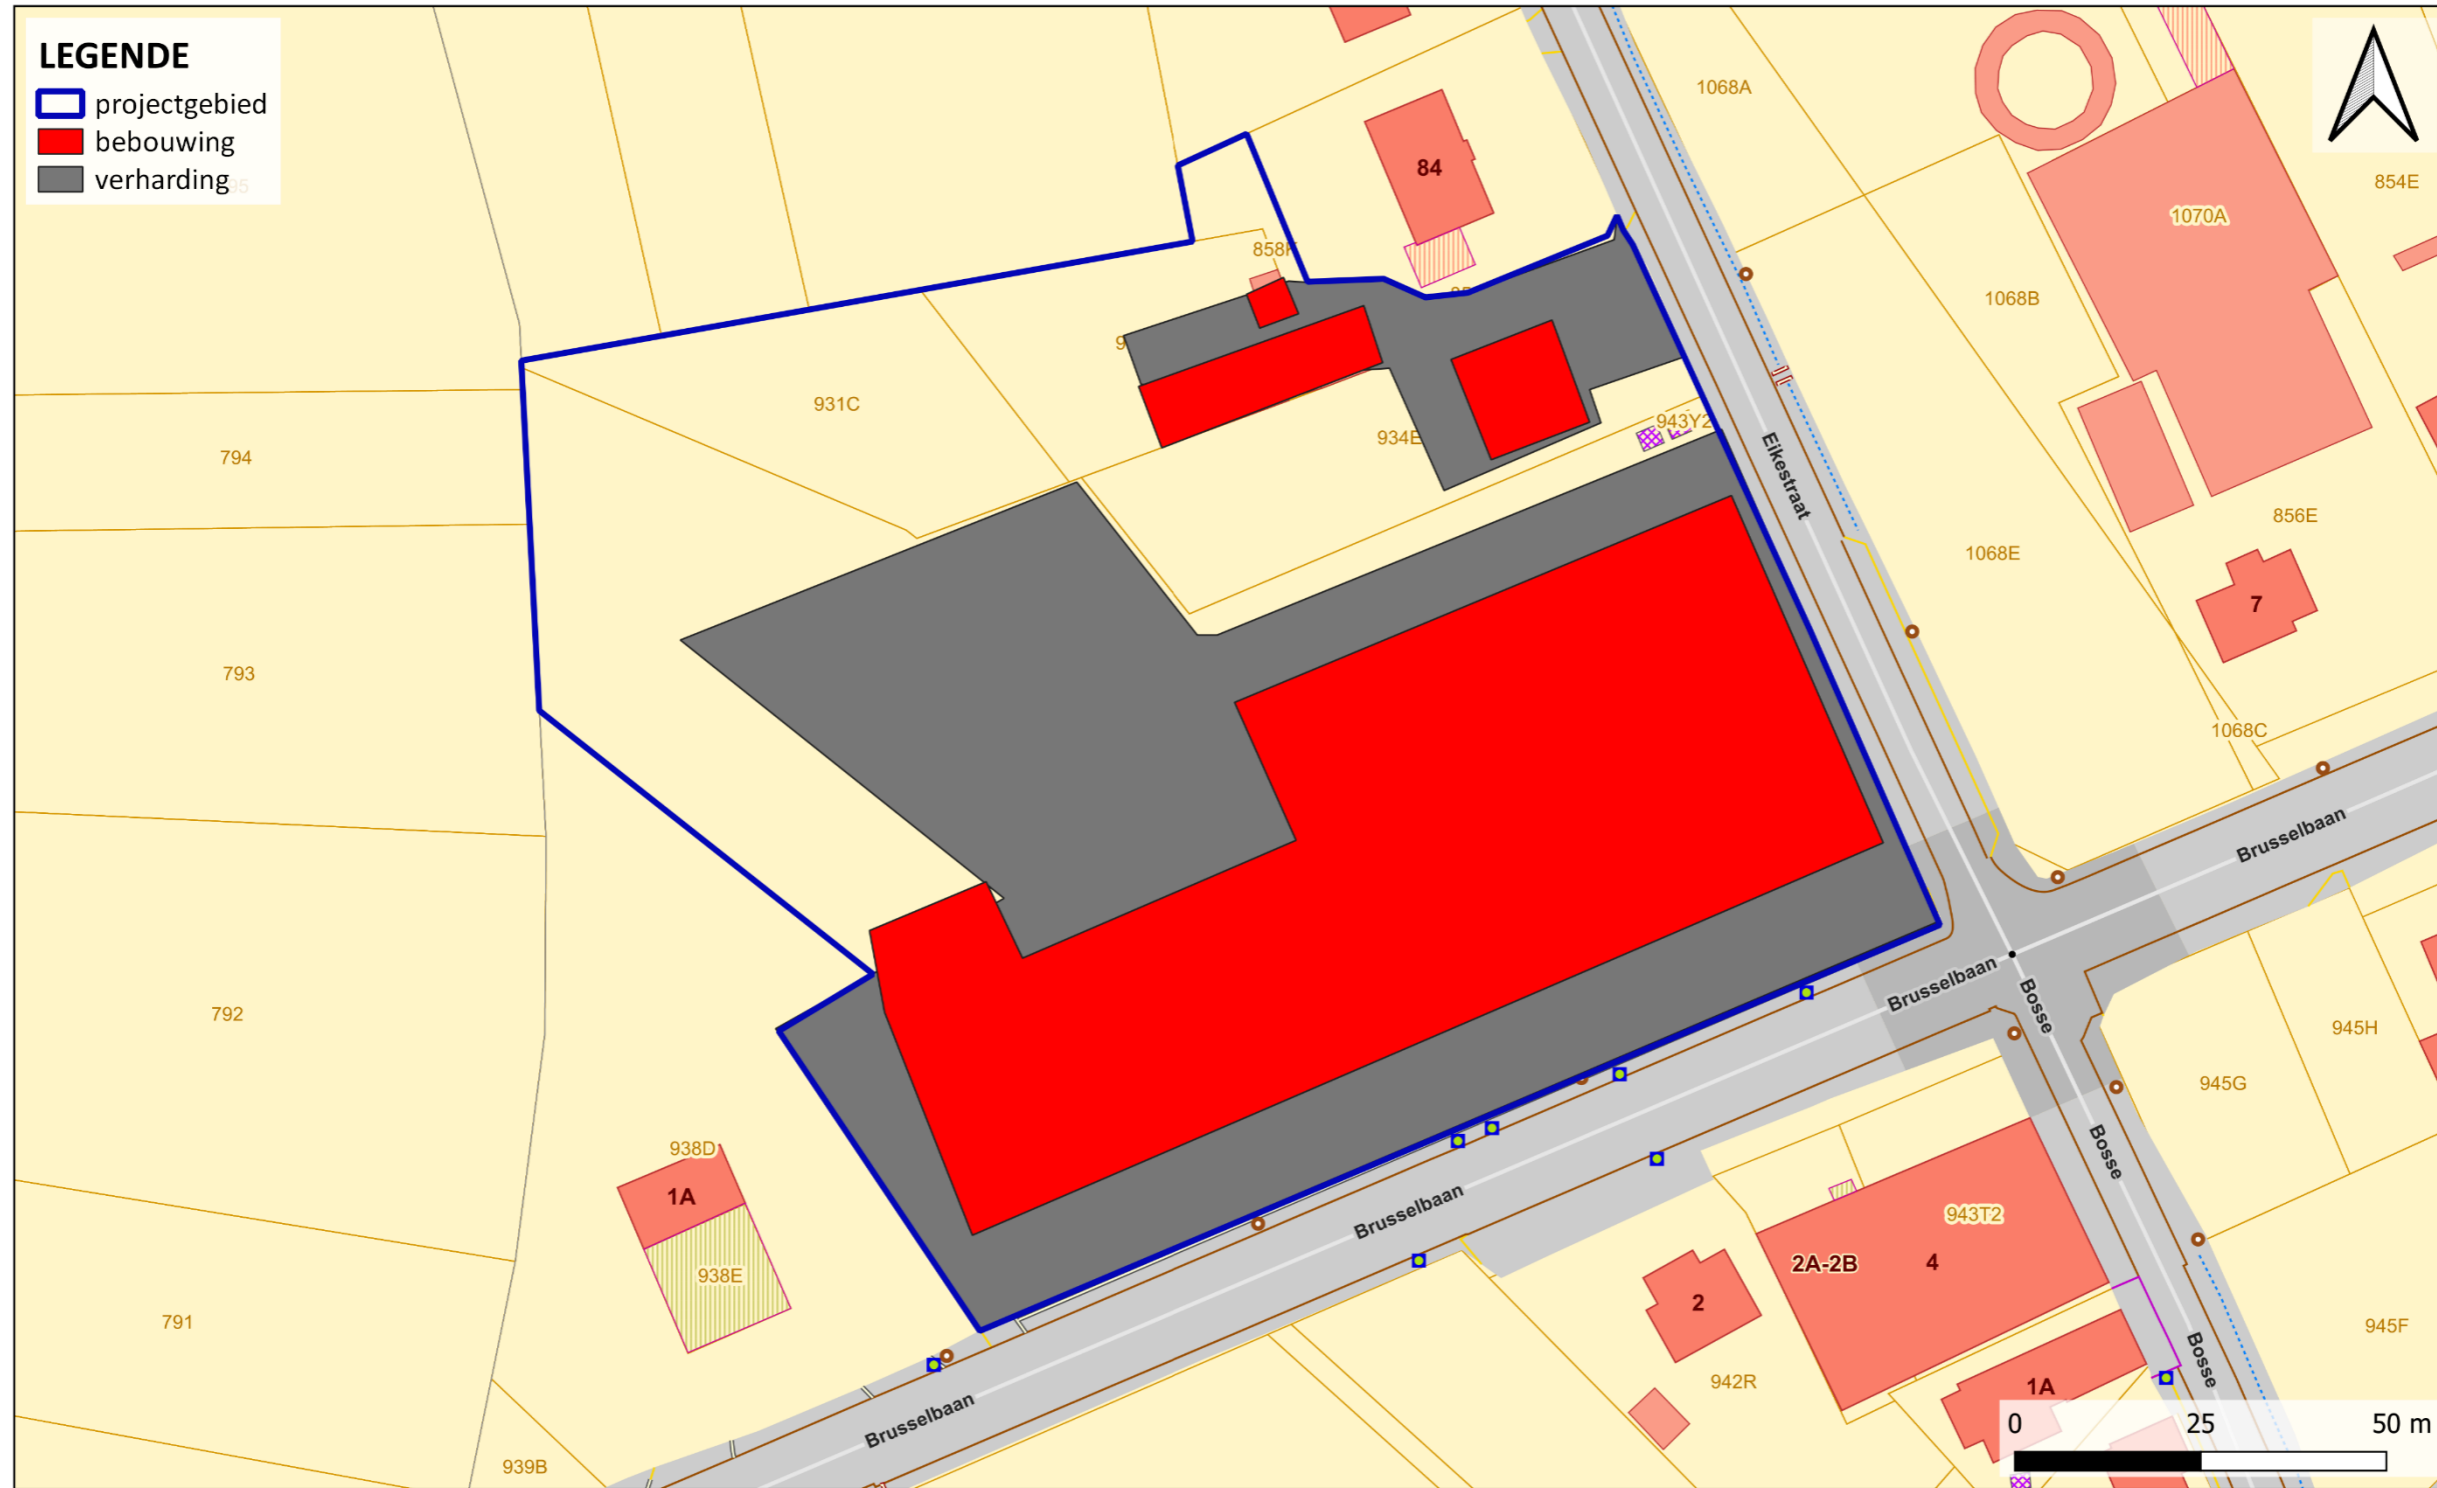 LEGENDE
projectgebied
bebouwing
verharding
84
1068A
854E
1070A
858F
1068B
931C
943Y2
934E
794
Eikestraat
856E
1068E
7
793
1068C
Brusselbaan
Brusselbaan
Bosse
792
945H
945G
938D
1A
Bosse
Brusselbaan
943T2
2A-2B
4
938E
2
791
945F
Bosse
942R
1A
Brusselbaan
939B
0 25 50 m